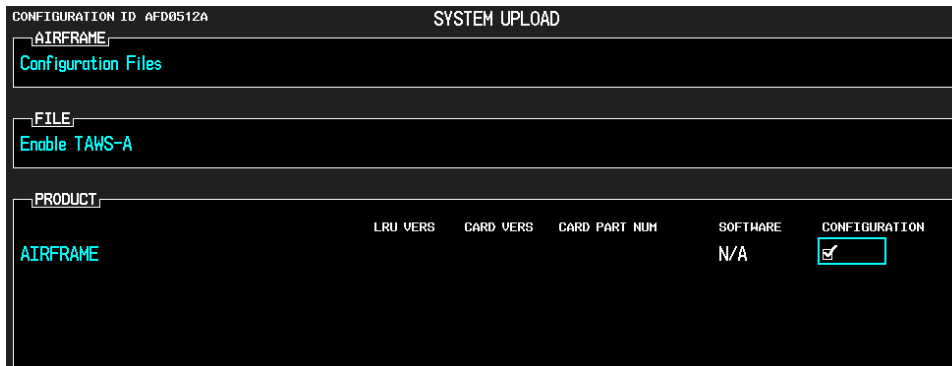 CONFIGURATION ID AFD0512A
SYSTEM UPLOAD
AIRFRAME
Configuration Files
FILE
Enable TAWS-A
PRODUCT
LRU VERS CARD VERS CARD PART NUM SOFTWARE CONFIGURATION
AIRFRAME N/A